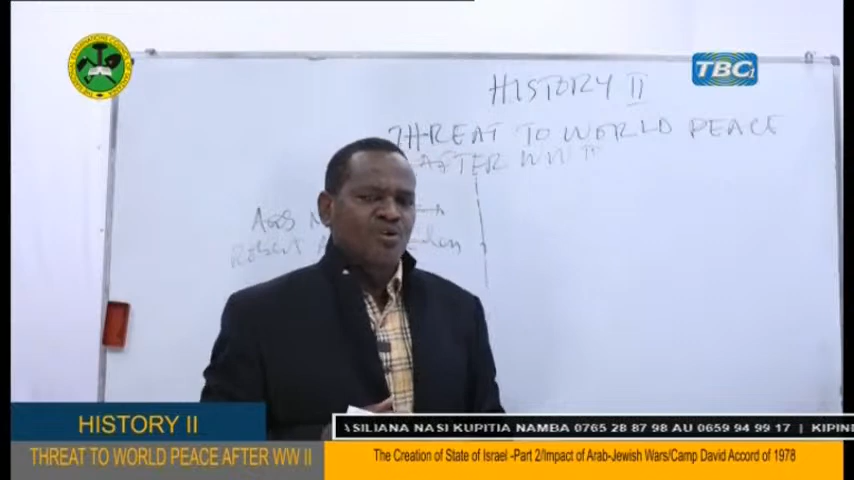 TBC1
HISTORY II
THREAT TO WORLD PEACE
AFTER WW II
Robert
HISTORY II
THREAT TO WORLD PEACE AFTER WW II
ASILIANA NASI KUPITIA NAMBA 0765 28 87 98 AU 0659 94 99 17 | KIPIND
The Creation of State of Israel -Part 2/Impact of Arab-Jewish Wars/Camp David Accord of 1978